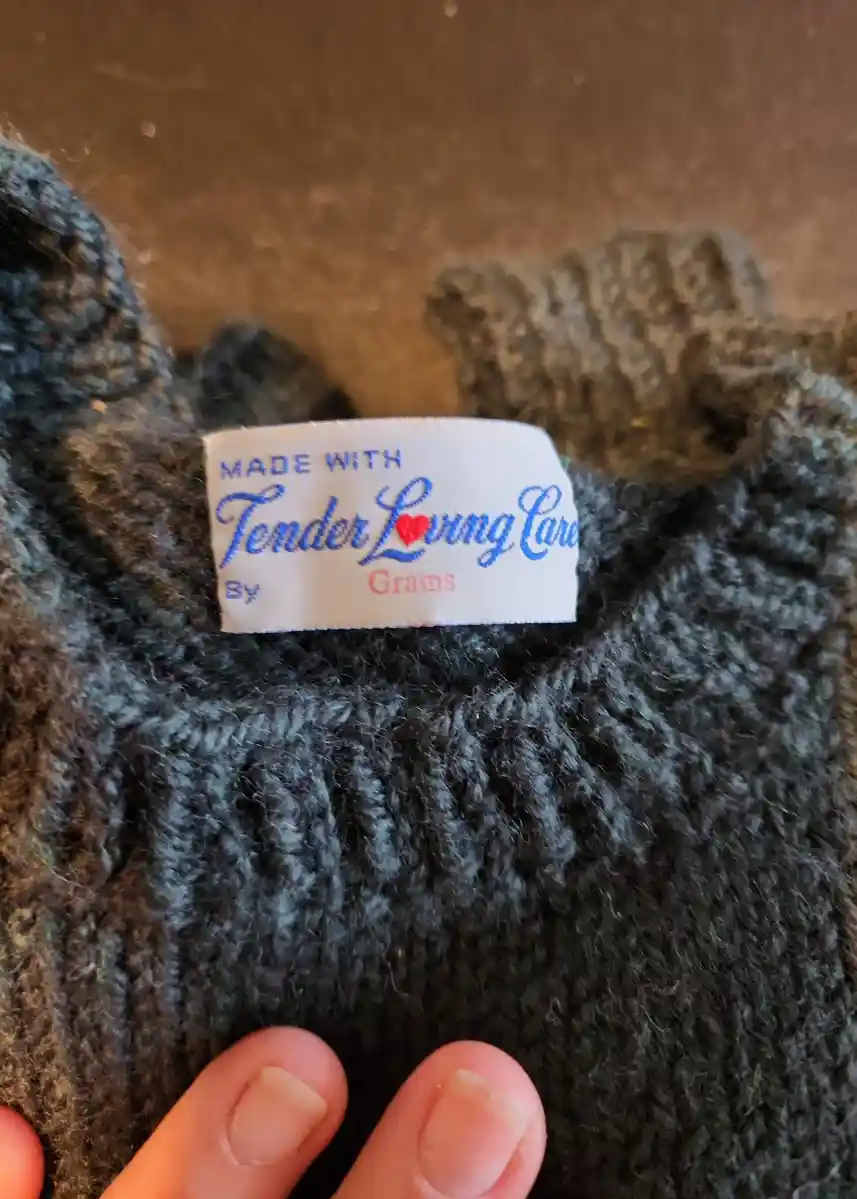 MADE WITH
Tender Loving Care
By Grams